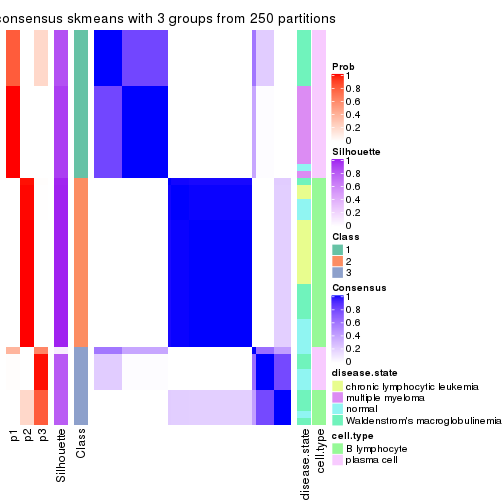 consensus skmeans with 3 groups from 250 partitions
Prob
1
0.8
0.6
0.4
0.2
0
Silhouette
1
0.8
0.6
0.4
0.2
0
Class
1
2
3
Consensus
1
0.8
0.6
0.4
0.2
0
disease.state
chronic lymphocytic leukemia
multiple myeloma
normal
Waldenstrom's macroglobulinemia
cell.type
B lymphocyte
plasma cell
p1
p2
p3
Silhouette
Class
disease.state
cell.type